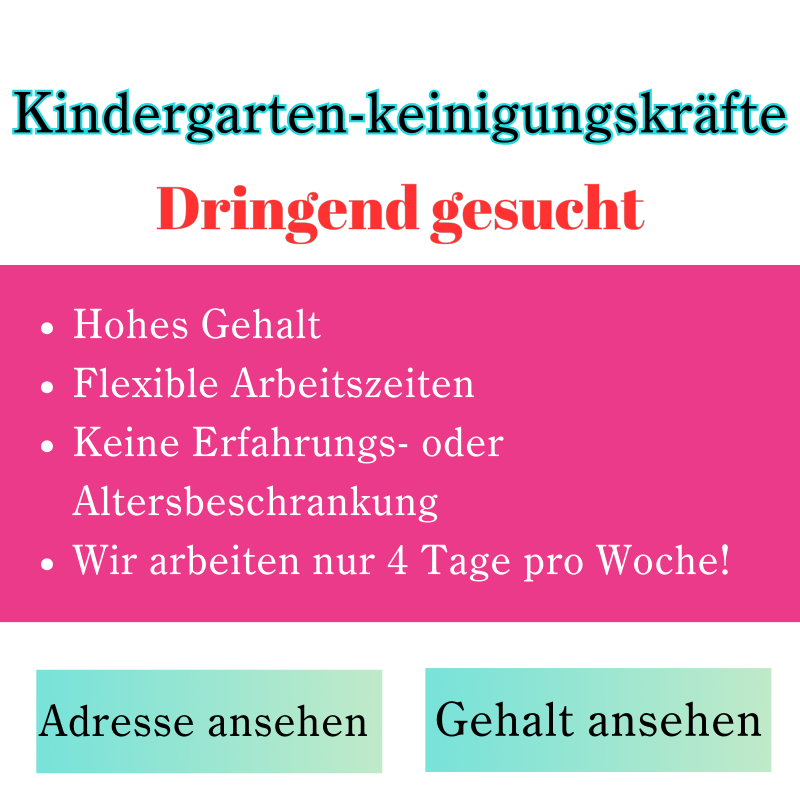 Kindergarten-keinigungskräfte
Dringend gesucht
• Hohes Gehalt
• Flexible Arbeitszeiten
• Keine Erfahrungs- oder
Altersbeschrankung
• Wir arbeiten nur 4 Tage pro Woche!
Adresse ansehen
Gehalt ansehen